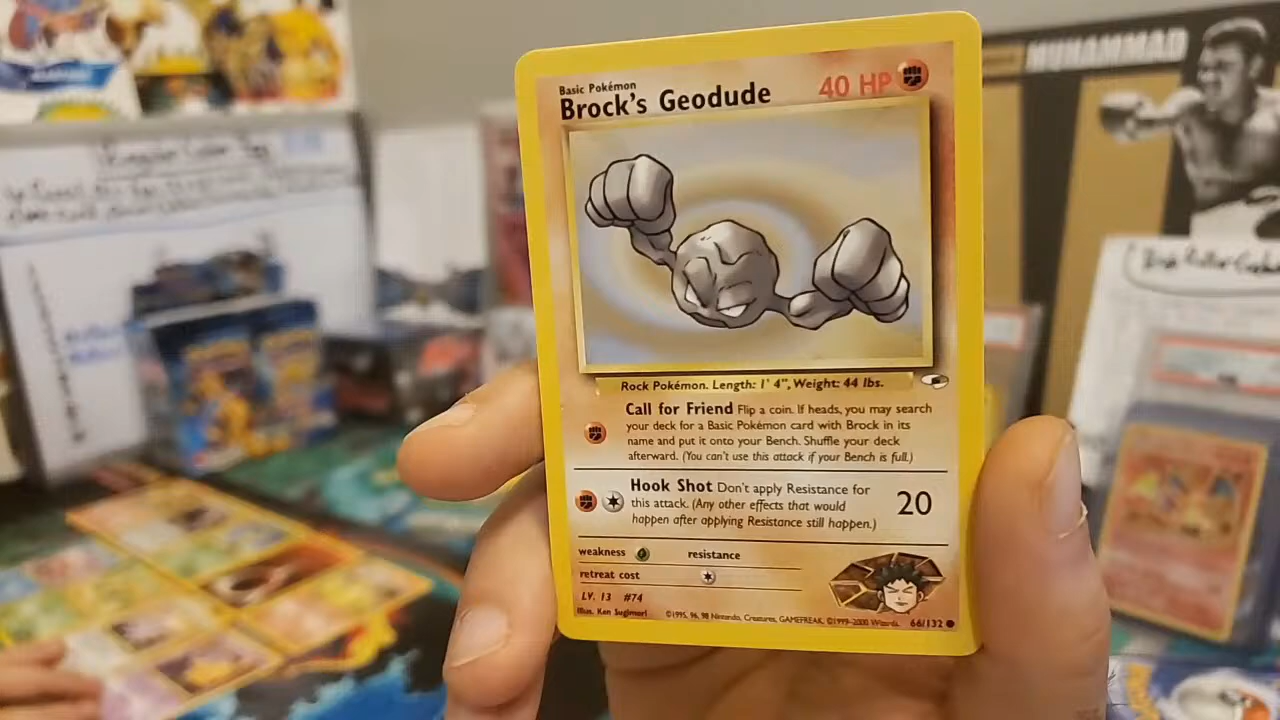 MUHAMMAD
Basic Pokémon
Brock's Geodude
40 HP
Rock Pokémon. Length: 1' 4", Weight: 44 lbs.
Call for Friend Flip a coin. If heads, you may search
your deck for a Basic Pokémon card with Brock in its
name and put it onto your Bench. Shuffle your deck
afterward. (You can't use this attack if your Bench is full.)
Hook Shot Don't apply Resistance for
this attack. (Any other effects that would
happen after applying Resistance still happen.)
20
weakness resistance
retreat cost
LV. 13 #74
Illus. Ken Sugimori
©1995, 96, 98 Nintendo, Creatures, GAMEFREAK. ©1999-2000 Wizards. 66/132